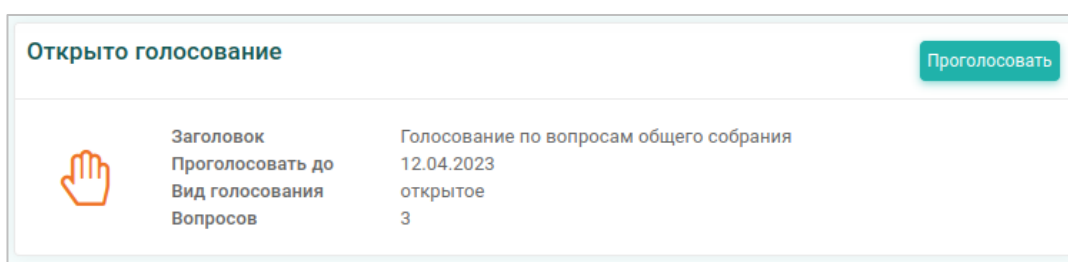 Открыто голосование
Проголосовать
Заголовок Голосование по вопросам общего собрания
Проголосовать до 12.04.2023
Вид голосования открытое
Вопросов 3